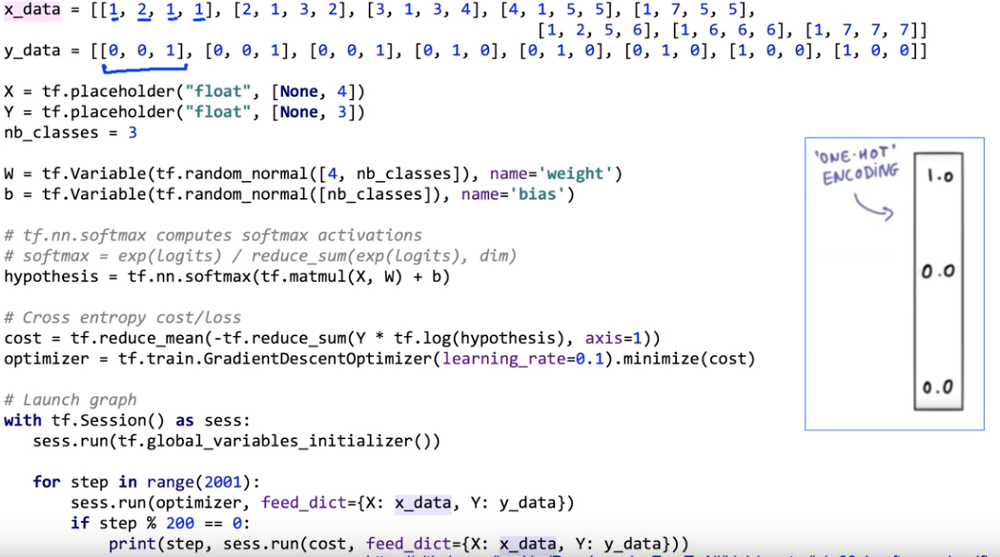 x_data = [[1, 2, 1, 1], [2, 1, 3, 2], [3, 1, 3, 4], [4, 1, 5, 5], [1, 7, 5, 5],
[1, 2, 5, 6], [1, 6, 6, 6], [1, 7, 7, 7]]
y_data = [[0, 0, 1], [0, 0, 1], [0, 0, 1], [0, 1, 0], [0, 1, 0], [0, 1, 0], [1, 0, 0], [1, 0, 0]]
X = tf.placeholder("float", [None, 4])
Y = tf.placeholder("float", [None, 3])
nb_classes = 3
W = tf.Variable(tf.random_normal([4, nb_classes]), name='weight')
b = tf.Variable(tf.random_normal([nb_classes]), name='bias')
# tf.nn.softmax computes softmax activations
# softmax = exp(logits) / reduce_sum(exp(logits), dim)
hypothesis = tf.nn.softmax(tf.matmul(X, W) + b)
# Cross entropy cost/loss
cost = tf.reduce_mean(-tf.reduce_sum(Y * tf.log(hypothesis), axis=1))
optimizer = tf.train.GradientDescentOptimizer(learning_rate=0.1).minimize(cost)
# Launch graph
with tf.Session() as sess:
sess.run(tf.global_variables_initializer())
for step in range(2001):
sess.run(optimizer, feed_dict={X: x_data, Y: y_data})
if step % 200 == 0:
print(step, sess.run(cost, feed_dict={X: x_data, Y: y_data}))
'ONE-HOT'
ENCODING
1.0
0.0
0.0